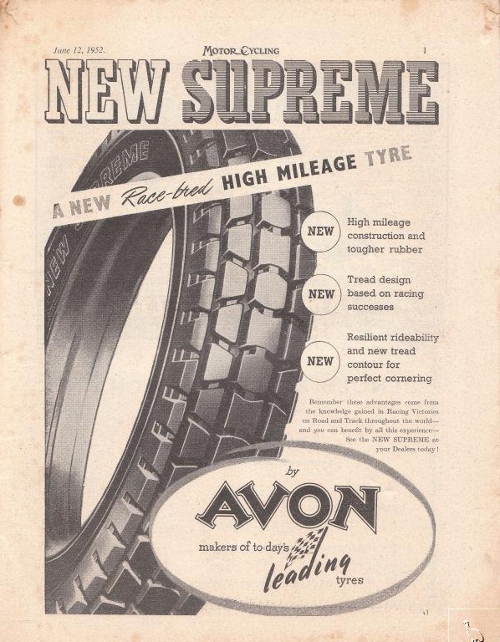 June 12, 1952.
MOTOR CYCLING
1
NEW SUPREME
NEW SUPREME
A NEW Race-bred HIGH MILEAGE TYRE
NEW
High mileage
construction and
tougher rubber
NEW
Tread design
based on racing
successes
NEW
Resilient rideability
and new tread
contour for
perfect cornering
Remember these advantages come from
the knowledge gained in Racing Victories
on Road and Track throughout the world—
and you can benefit by all this experience—
See the NEW SUPREME at
your Dealers today!
by
AVON
makers of to-day's
leading
tyres